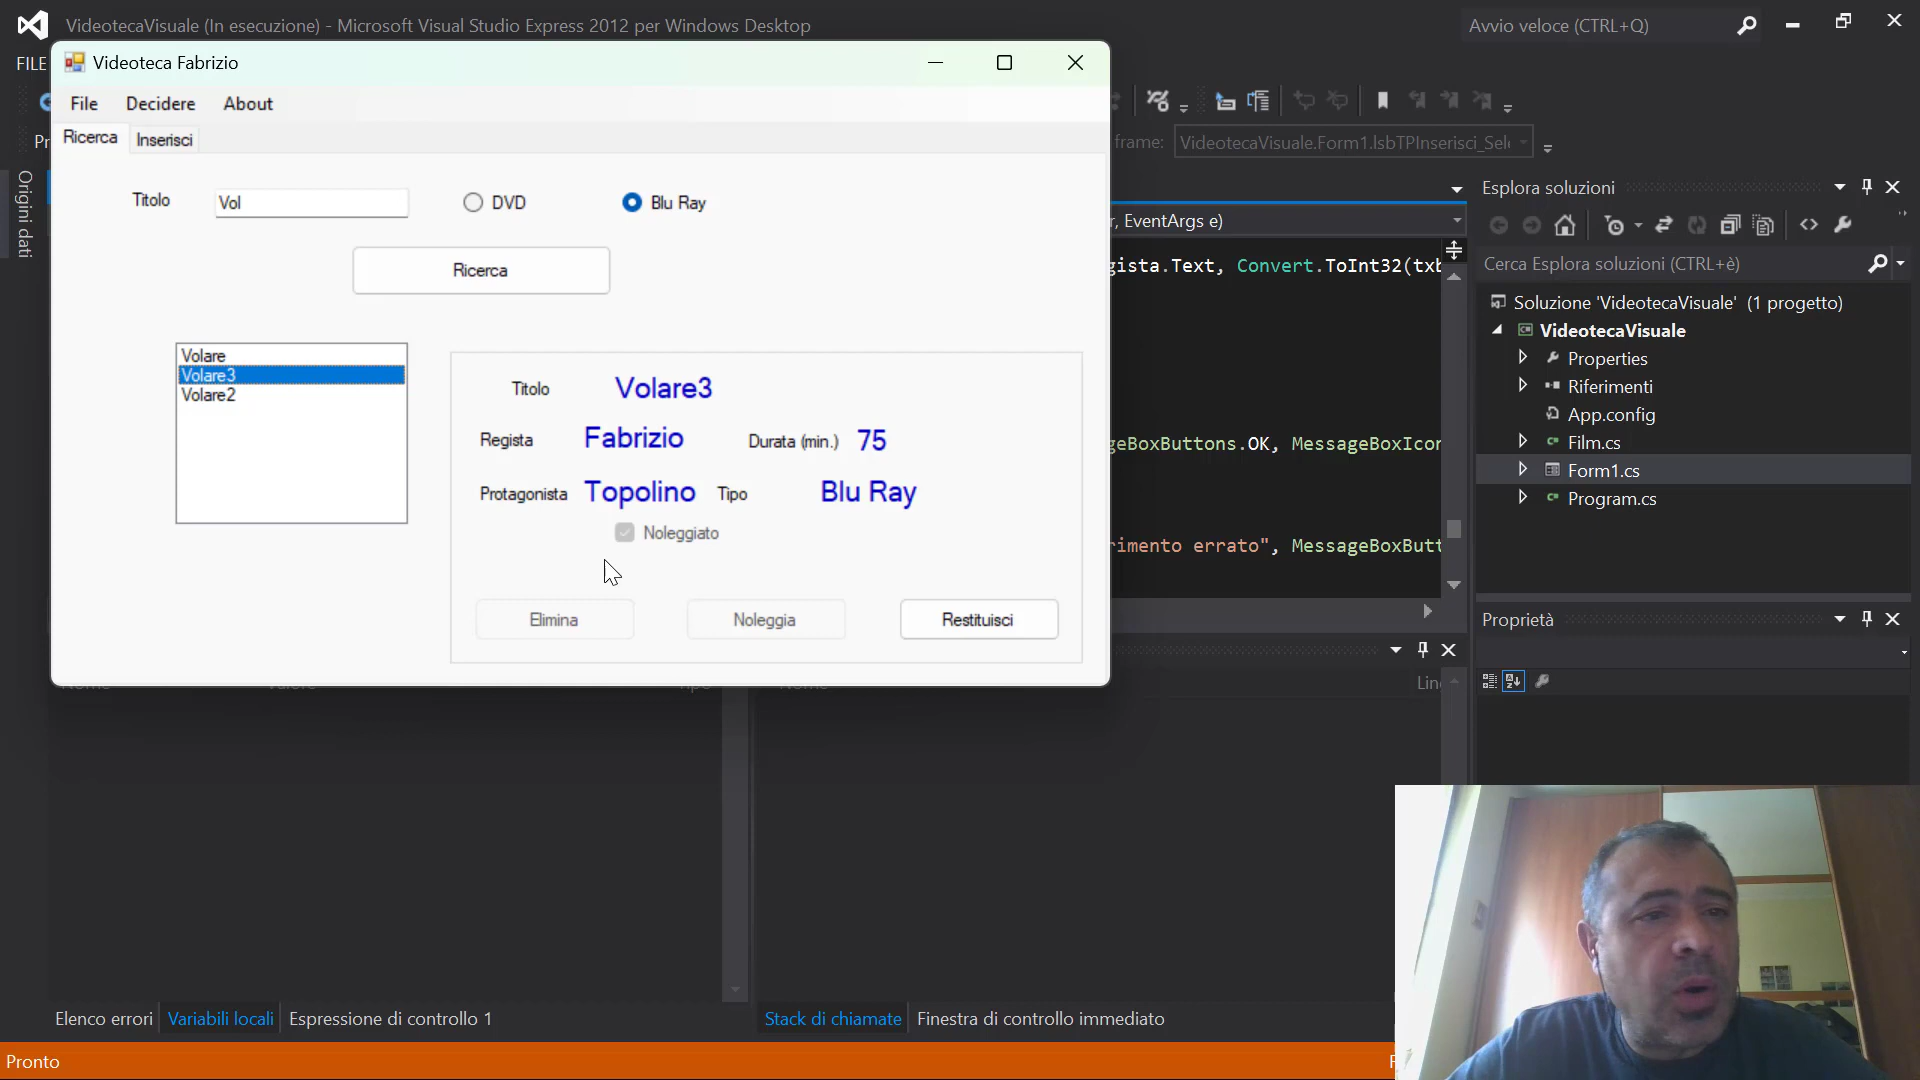 VideotecaVisuale (In esecuzione) - Microsoft Visual Studio Express 2012 per Windows Desktop
Avvio veloce (CTRL+Q)
FILE
Videoteca Fabrizio
File Decidere About
Ricerca Inserisci
Titolo Vol DVD Blu Ray
Ricerca
Volare
Volare3
Volare2
Titolo Volare3
Regista Fabrizio Durata (min.) 75
Protagonista Topolino Tipo Blu Ray
Noleggiato
Elimina Noleggia Restituisci
Origini dati
frame: VideotecaVisuale.Form1.lsbTPInserisci_Sel
r, EventArgs e)
gista.Text, Convert.ToInt32(txb
geBoxButtons.OK, MessageBoxIcon
rimento errato", MessageBoxButt
Esplora soluzioni
Cerca Esplora soluzioni (CTRL+è)
Soluzione 'VideotecaVisuale' (1 progetto)
VideotecaVisuale
Properties
Riferimenti
App.config
Film.cs
Form1.cs
Program.cs
Proprietà
Elenco errori Variabili locali Espressione di controllo 1
Stack di chiamate Finestra di controllo immediato
Pronto